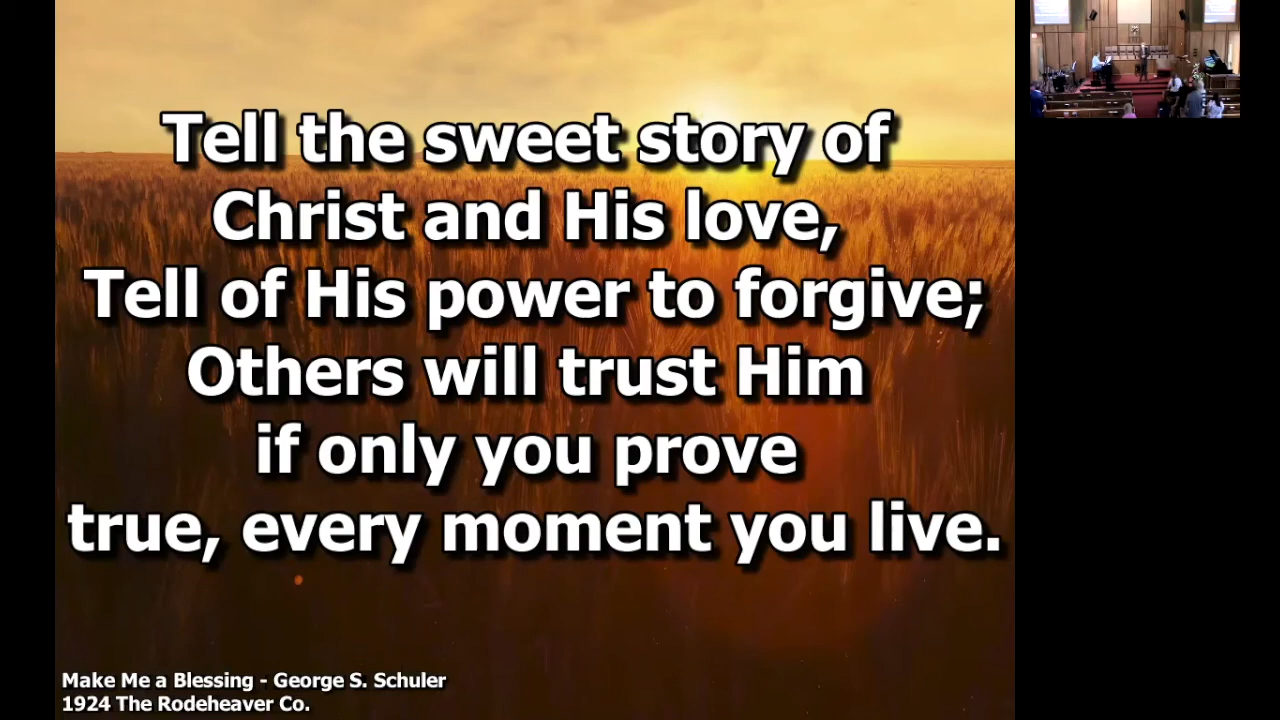 Tell the sweet story of
Christ and His love,
Tell of His power to forgive;
Others will trust Him
if only you prove
true, every moment you live.
Make Me a Blessing - George S. Schuler
1924 The Rodeheaver Co.